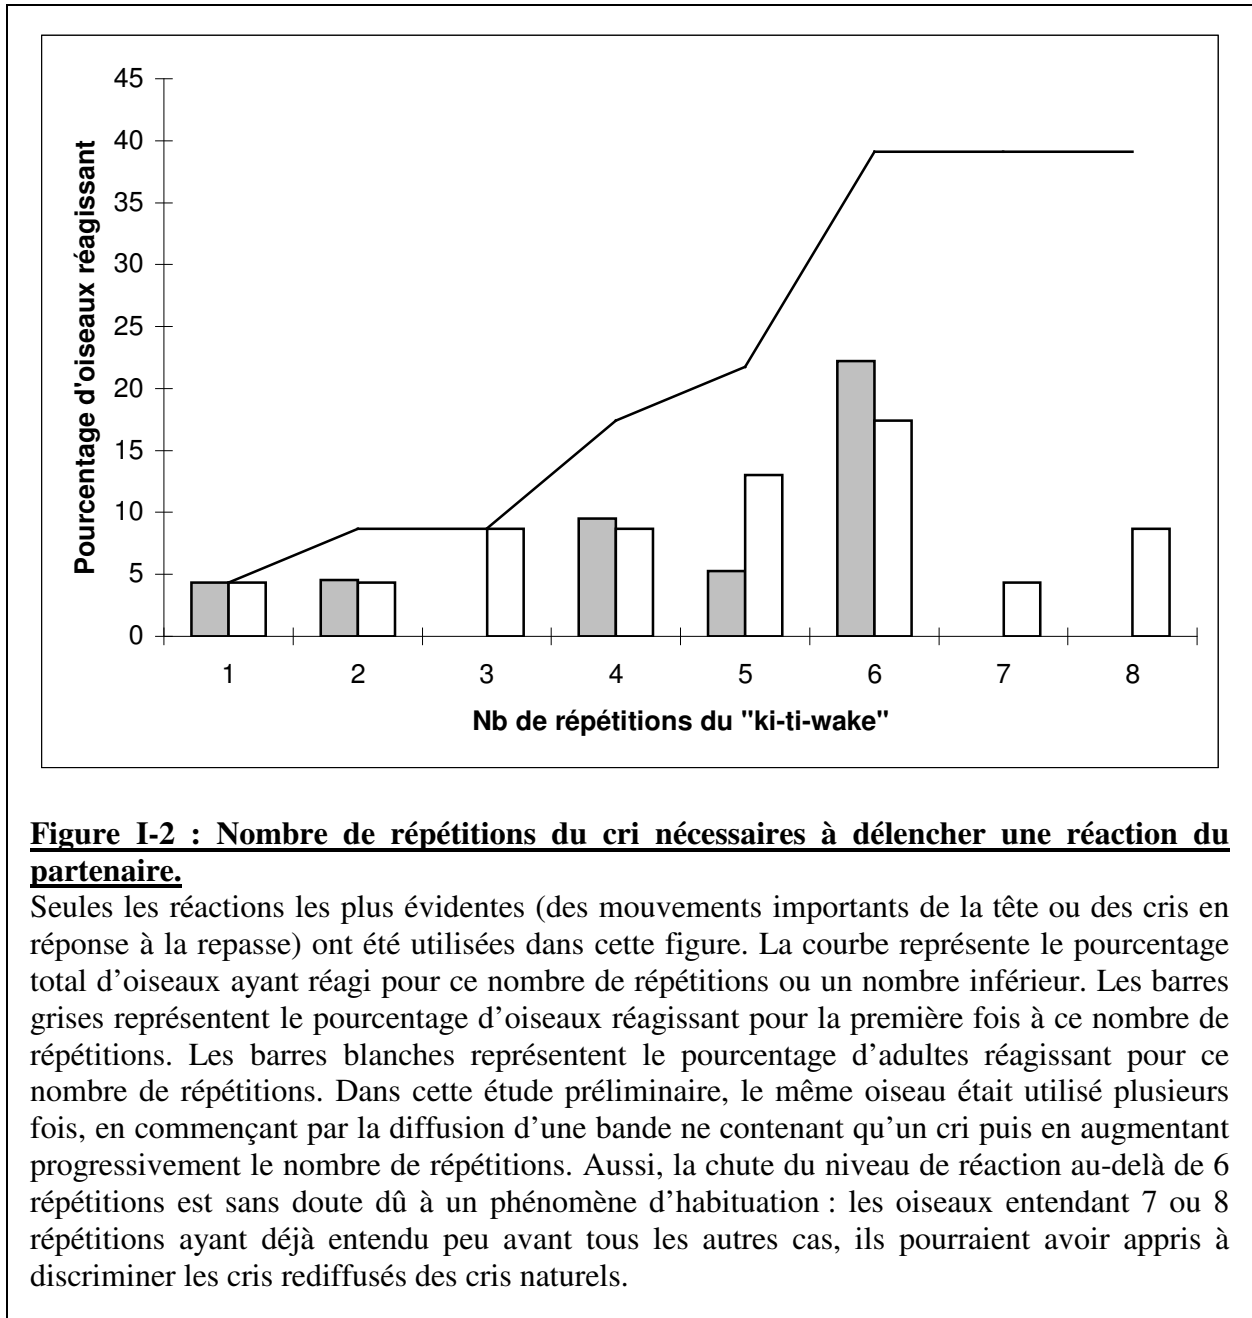 45
40
35
30
25
20
15
10
5
0
Pourcentage d'oiseaux réagissant
1 2 3 4 5 6 7 8
Nb de répétitions du "ki-ti-wake"
Figure I-2 : Nombre de répétitions du cri nécessaires à délencher une réaction du
partenaire.
Seules les réactions les plus évidentes (des mouvements importants de la tête ou des cris en
réponse à la repasse) ont été utilisées dans cette figure. La courbe représente le pourcentage
total d’oiseaux ayant réagi pour ce nombre de répétitions ou un nombre inférieur. Les barres
grises représentent le pourcentage d’oiseaux réagissant pour la première fois à ce nombre de
répétitions. Les barres blanches représentent le pourcentage d’adultes réagissant pour ce
nombre de répétitions. Dans cette étude préliminaire, le même oiseau était utilisé plusieurs
fois, en commençant par la diffusion d’une bande ne contenant qu’un cri puis en augmentant
progressivement le nombre de répétitions. Aussi, la chute du niveau de réaction au-delà de 6
répétitions est sans doute dû à un phénomène d’habituation : les oiseaux entendant 7 ou 8
répétitions ayant déjà entendu peu avant tous les autres cas, ils pourraient avoir appris à
discriminer les cris rediffusés des cris naturels.